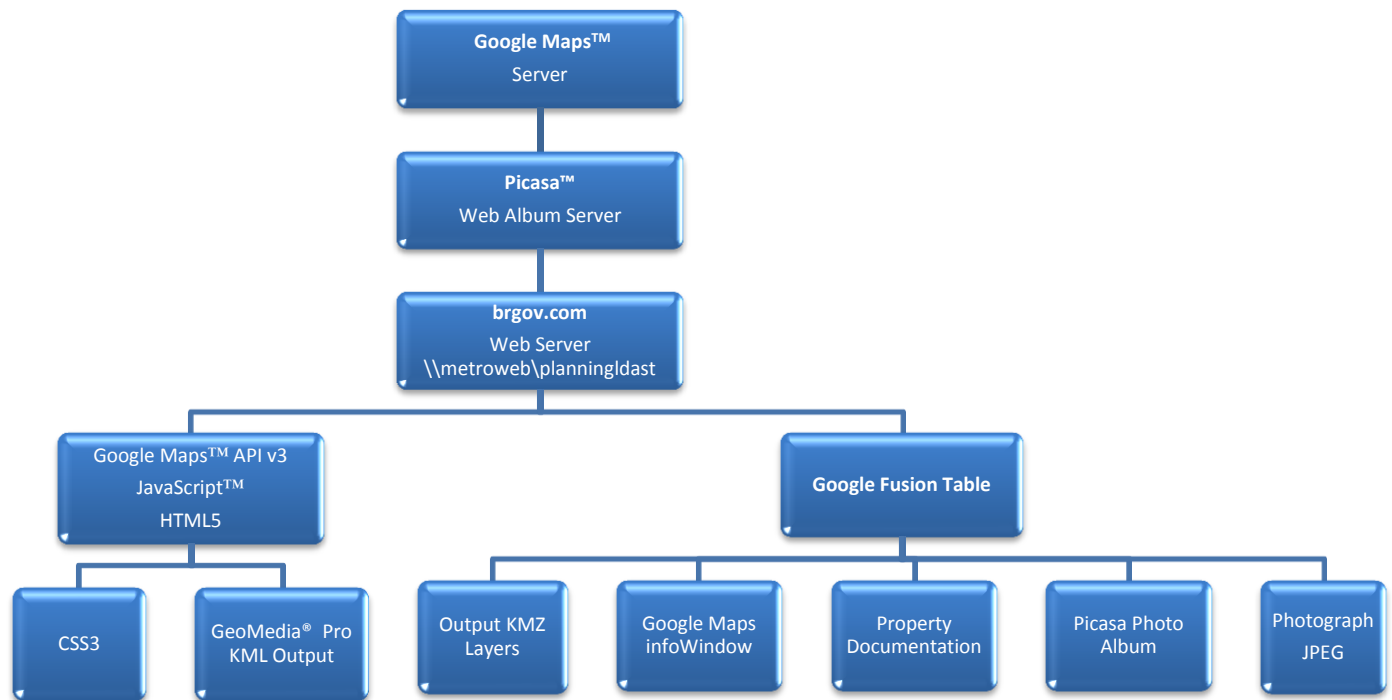 Google Maps™
Server
Picasa™
Web Album Server
brgov.com
Web Server
\\metroweb\planningldast
Google Maps™ API v3
JavaScript™
HTML5
Google Fusion Table
CSS3
GeoMedia® Pro
KML Output
Output KMZ
Layers
Google Maps
infoWindow
Property
Documentation
Picasa Photo
Album
Photograph
JPEG